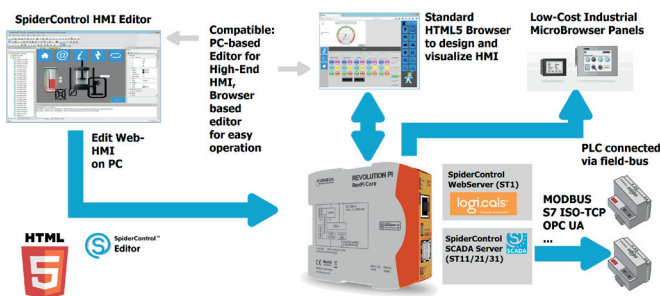 SpiderControl HMI Editor
Compatible:
PC-based
Editor for
High-End
HMI,
Browser
based
editor
for easy
operation
Standard
HTML5 Browser
to design and
visualize HMI
Low-Cost Industrial
MicroBrowser Panels
Edit Web-
HMI
on PC
REVOLUTION PI
RevPi Core
SpiderControl
WebServer (ST1)
logi.cals
SpiderControl
SCADA Server
(ST11/21/31)
SCADA
PLC connected
via field-bus
MODBUS
S7 ISO-TCP
OPC UA
...
HTML
5
SpiderControl™
Editor